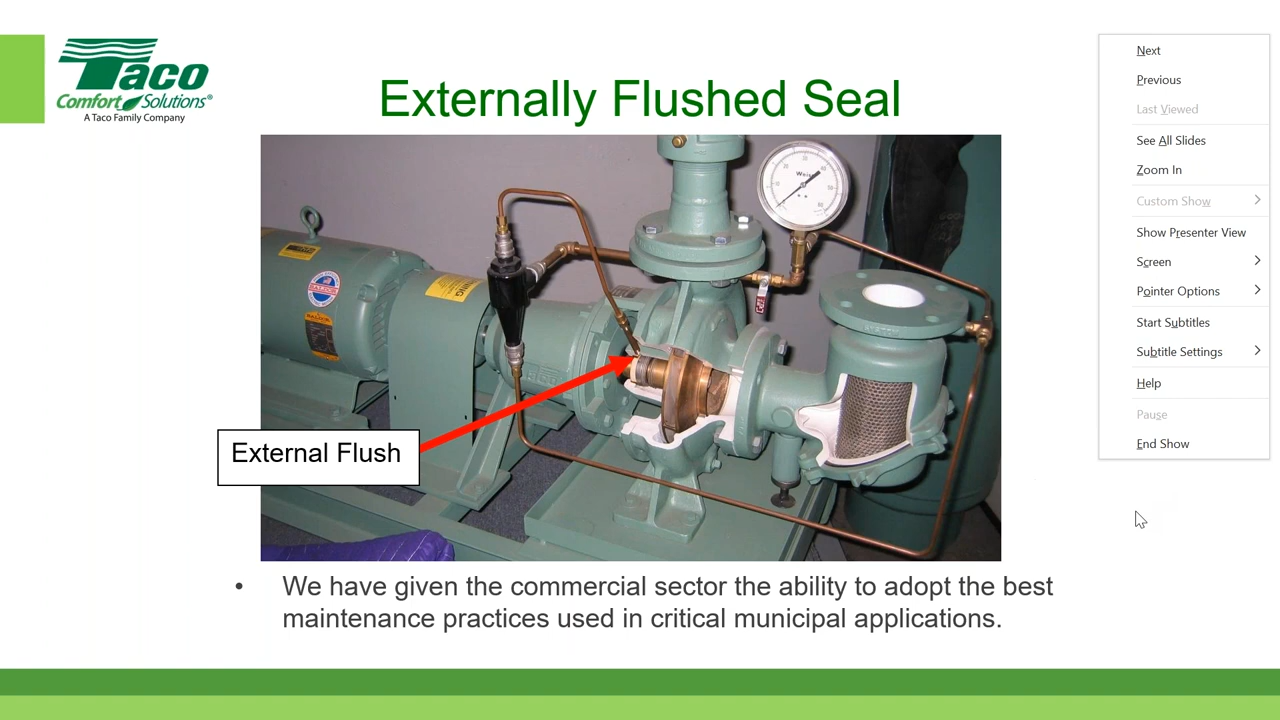 Taco
Comfort Solutions®
A Taco Family Company
Externally Flushed Seal
External Flush
• We have given the commercial sector the ability to adopt the best
maintenance practices used in critical municipal applications.
Next
Previous
Last Viewed
See All Slides
Zoom In
Custom Show
Show Presenter View
Screen
Pointer Options
Start Subtitles
Subtitle Settings
Help
Pause
End Show